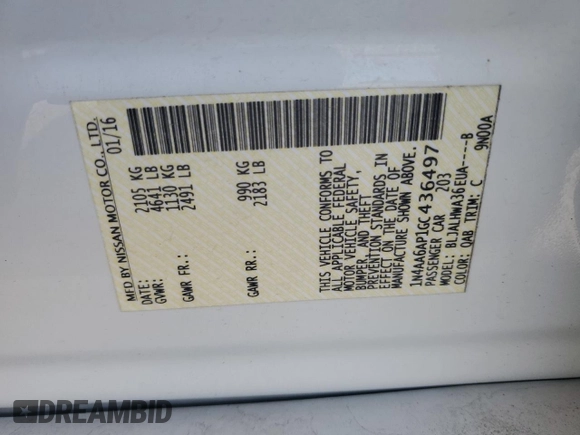 MFD BY NISSAN MOTOR CO., LTD.
DATE: 01/16
GVWR: 2105 KG
4641 LB
GAWR FR.: 1130 KG
2491 LB
GAWR RR.: 990 KG
2183 LB
THIS VEHICLE CONFORMS TO
ALL APPLICABLE FEDERAL
MOTOR VEHICLE SAFETY,
BUMPER, AND THEFT
PREVENTION STANDARDS IN
EFFECT ON THE DATE OF
MANUFACTURE SHOWN ABOVE.
1N4AA6AP1GC436497
PASSENGER CAR 203
MODEL: BLJALHWA36EUA----B
COLOR: QAB TRIM: C 9N00A
DREAMBID